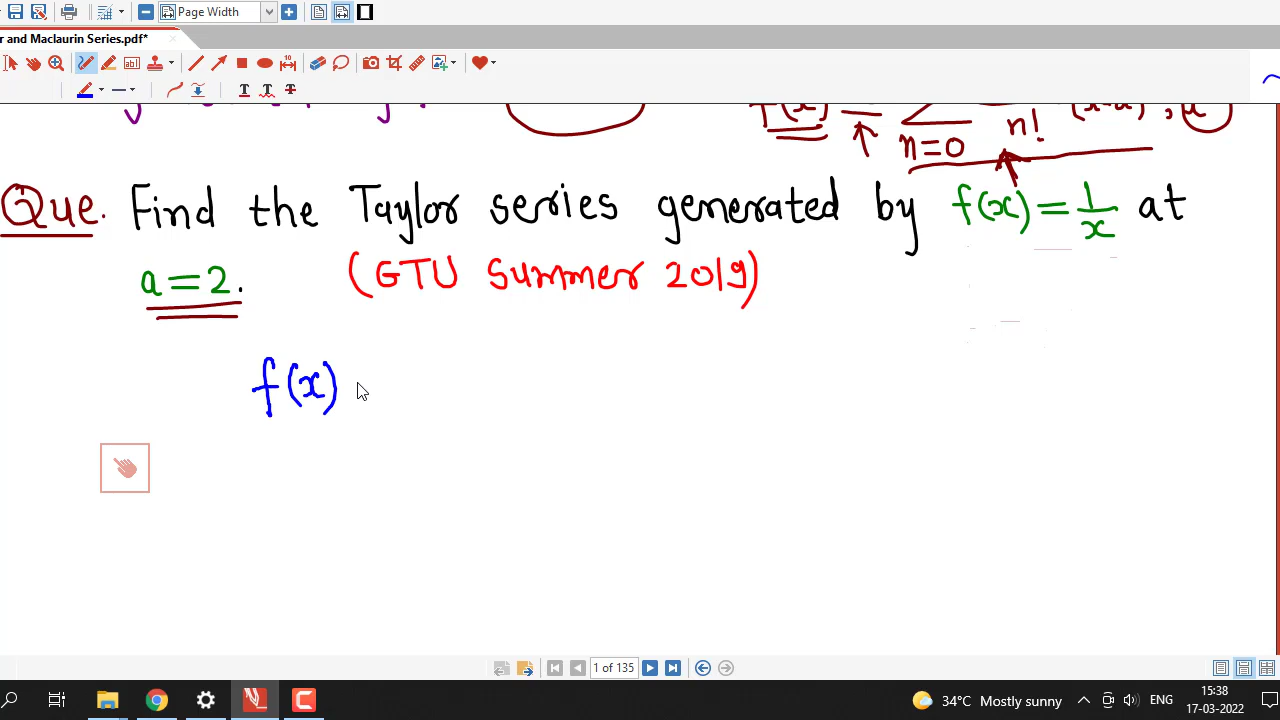 Page Width
r and Maclaurin Series.pdf*
f(x) = Σ n=0 n!
Que. Find the Taylor series generated by f(x) = 1/x at
a = 2. (GTU Summer 2019)
f(x)
1 of 135
34°C Mostly sunny
ENG
15:38
17-03-2022